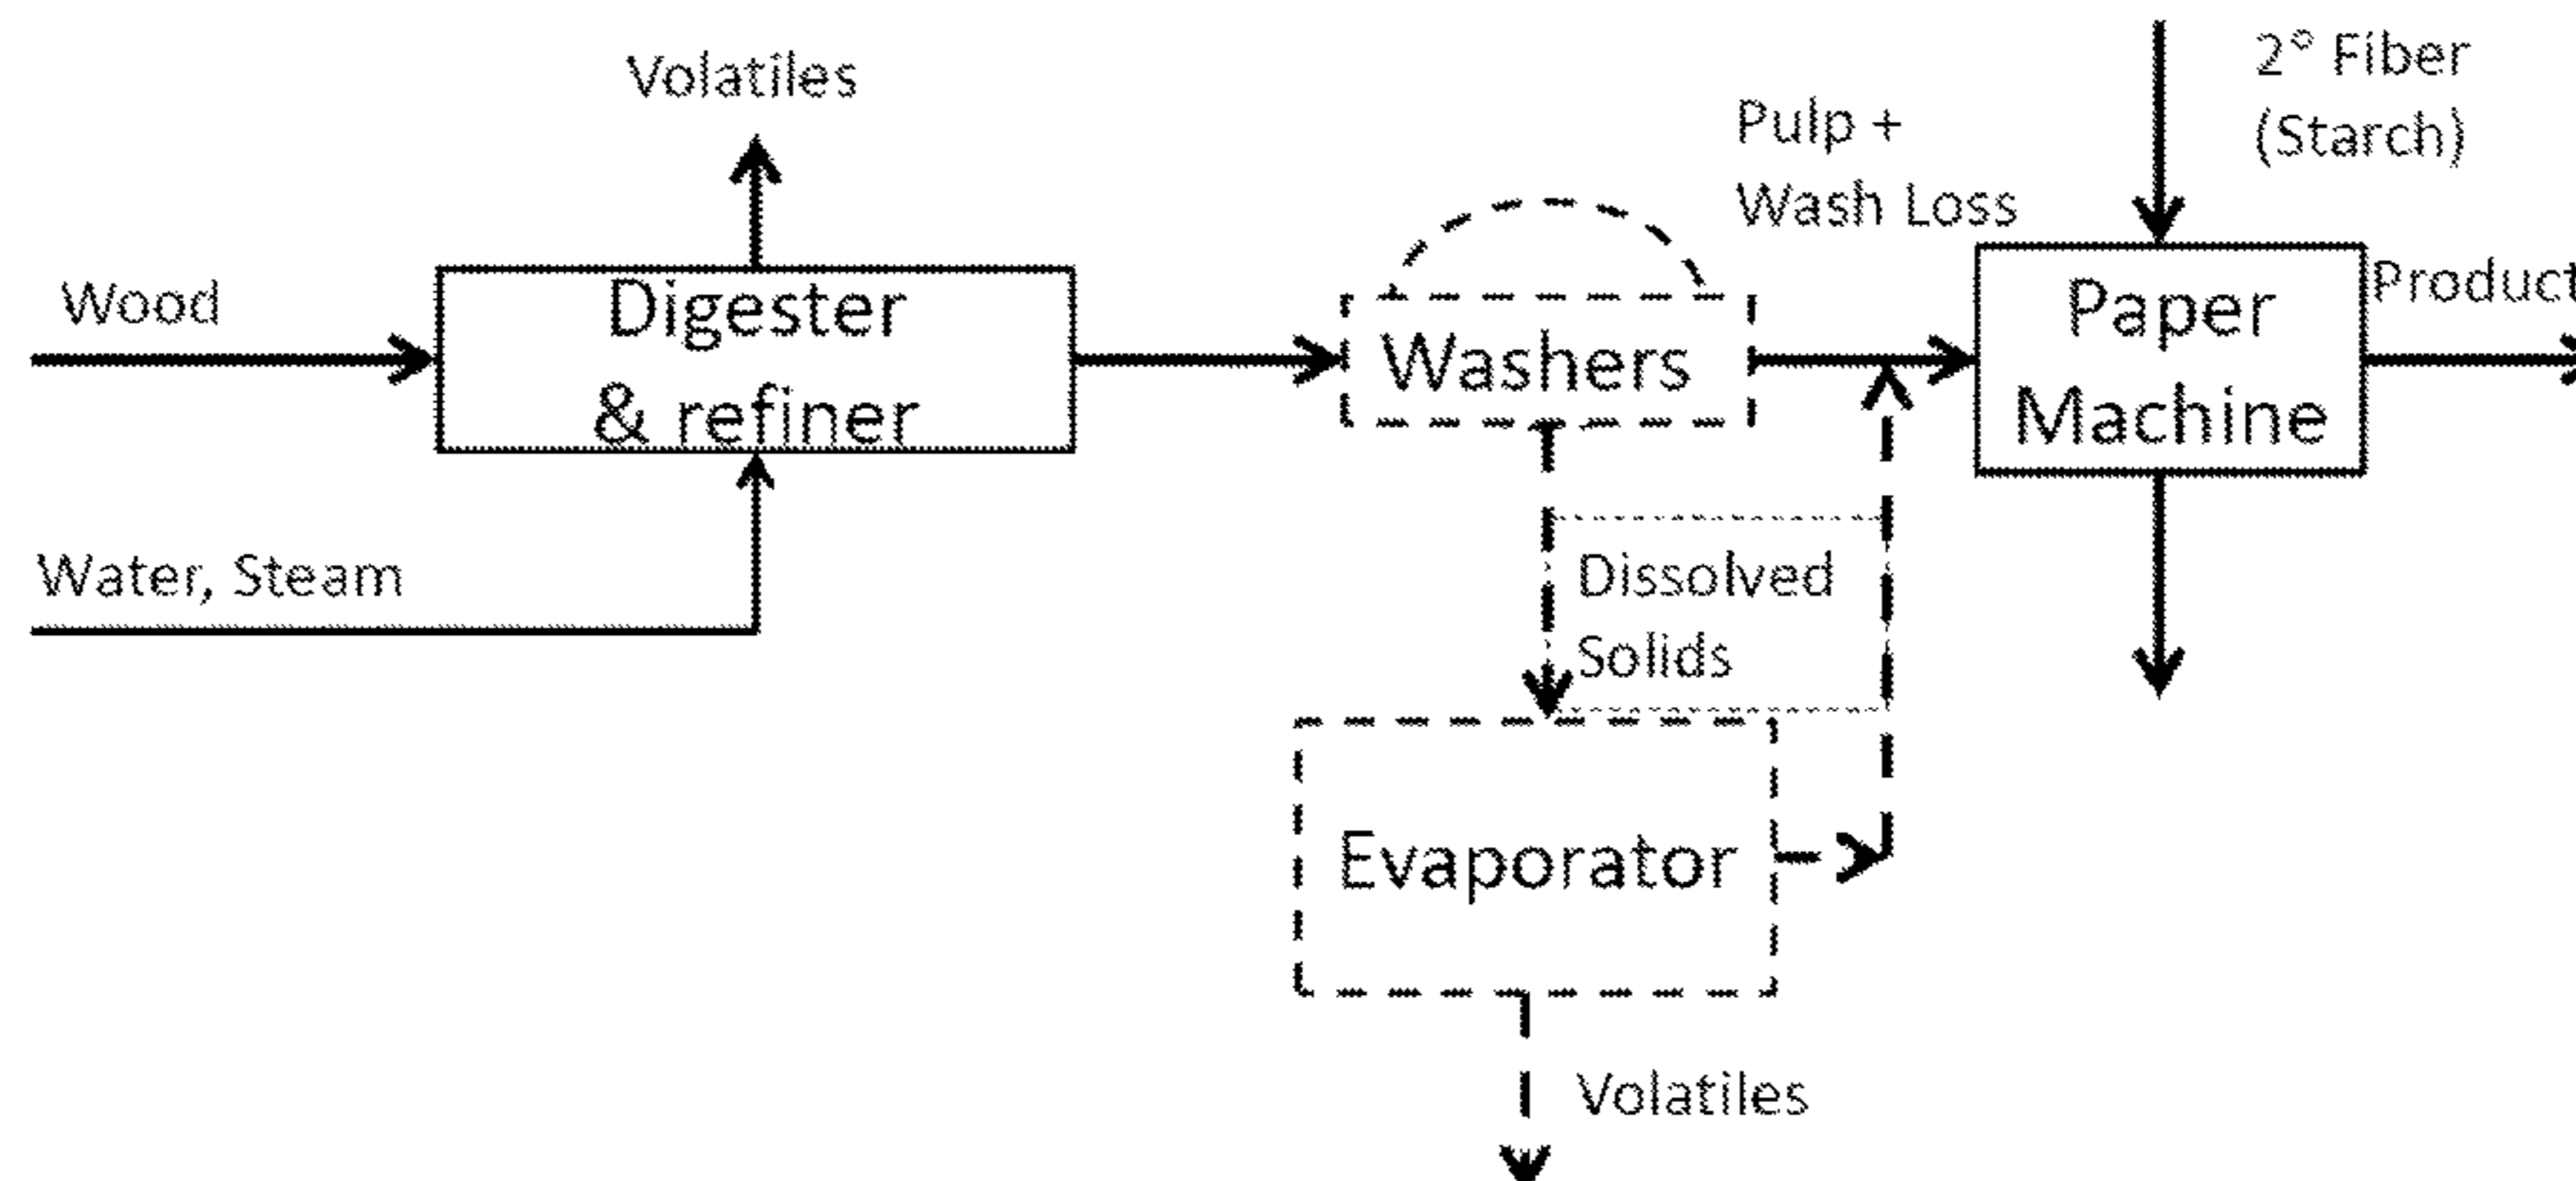 Volatiles
2° Fiber
(Starch)
Pulp +
Wash Loss
Wood
Digester
& refiner
Washers
Paper
Machine
Product
Water, Steam
Dissolved
Solids
Evaporator
Volatiles